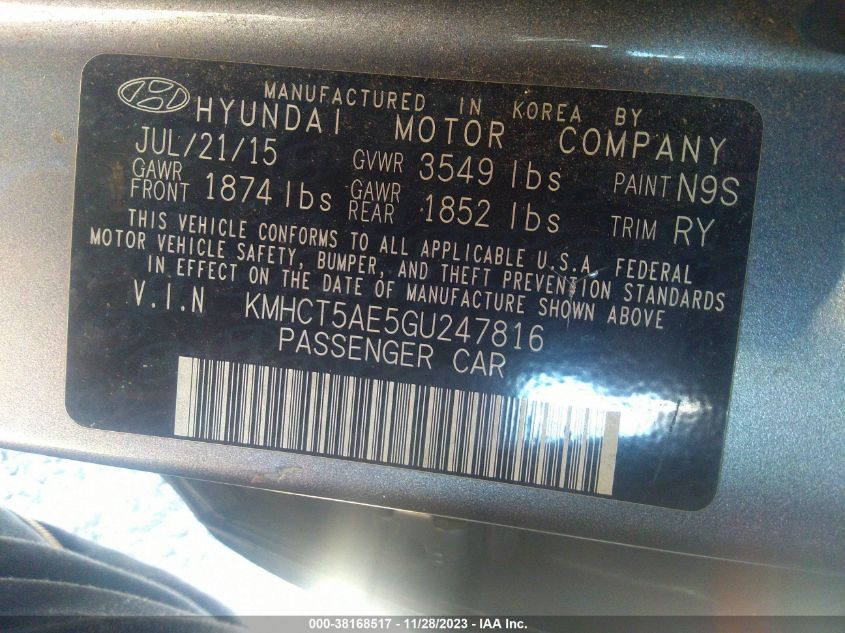 MANUFACTURED IN KOREA BY
HYUNDAI MOTOR COMPANY
JUL/21/15 GVWR 3549 lbs PAINT N9S
GAWR FRONT 1874 lbs GAWR REAR 1852 lbs TRIM RY
THIS VEHICLE CONFORMS TO ALL APPLICABLE U.S.A. FEDERAL
MOTOR VEHICLE SAFETY, BUMPER, AND THEFT PREVENTION STANDARDS
IN EFFECT ON THE DATE OF MANUFACTURE SHOWN ABOVE
V.I.N KMHCT5AE5GU247816
PASSENGER CAR
000-38168517 - 11/28/2023 - IAA Inc.